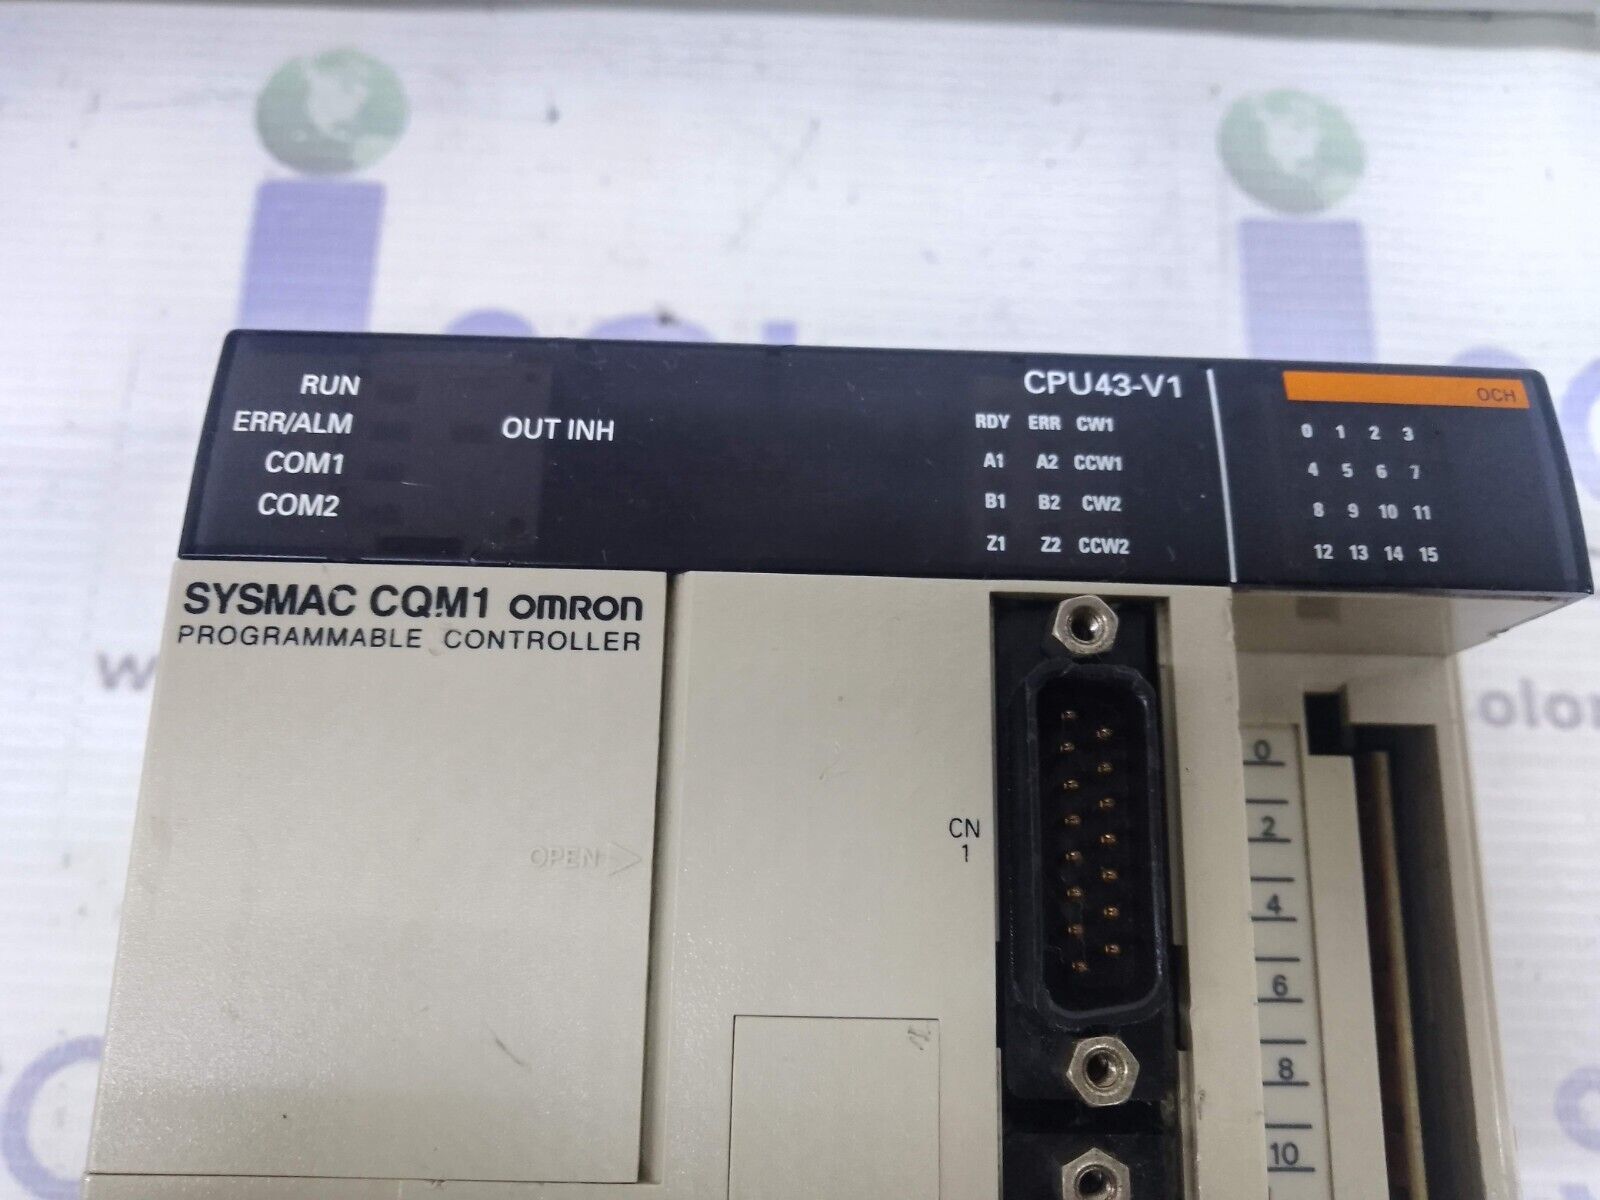 RUN
ERR/ALM
COM1
COM2
OUT INH
CPU43-V1
RDY ERR CW1
A1 A2 CCW1
B1 B2 CW2
Z1 Z2 CCW2
OCH
0 1 2 3
4 5 6 7
8 9 10 11
12 13 14 15
SYSMAC CQM1 OMRON
PROGRAMMABLE CONTROLLER
OPEN
CN
1
0
2
4
6
8
10